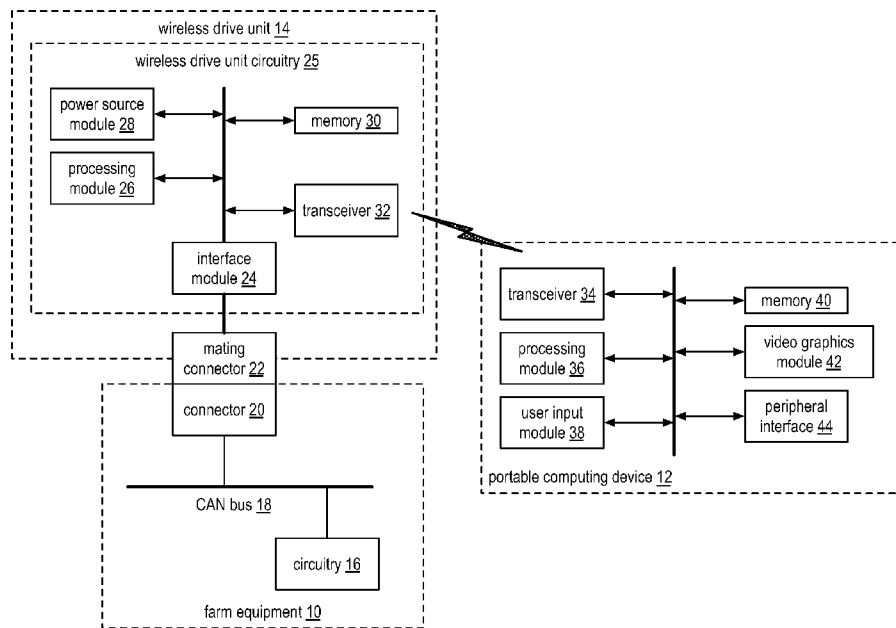 wireless drive unit 14
wireless drive unit circuitry 25
power source
module 28
memory 30
processing
module 26
transceiver 32
interface
module 24
mating
connector 22
connector 20
CAN bus 18
circuitry 16
farm equipment 10
transceiver 34
memory 40
processing
module 36
video graphics
module 42
user input
module 38
peripheral
interface 44
portable computing device 12